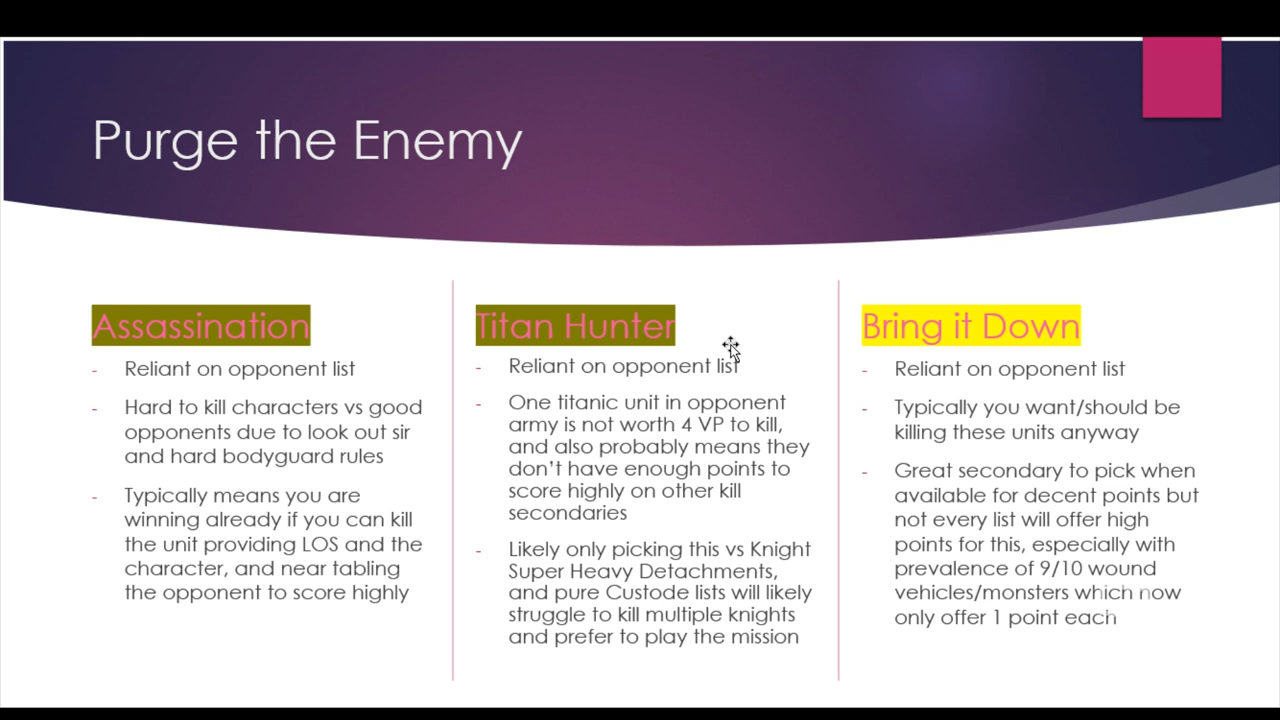 Purge the Enemy
Assassination
- Reliant on opponent list
- Hard to kill characters vs good
opponents due to look out sir
and hard bodyguard rules
- Typically means you are
winning already if you can kill
the unit providing LOS and the
character, and near tabling
the opponent to score highly
Titan Hunter
- Reliant on opponent list
- One titanic unit in opponent
army is not worth 4 VP to kill,
and also probably means they
don't have enough points to
score highly on other kill
secondaries
- Likely only picking this vs Knight
Super Heavy Detachments,
and pure Custode lists will likely
struggle to kill multiple knights
and prefer to play the mission
Bring it Down
- Reliant on opponent list
- Typically you want/should be
killing these units anyway
- Great secondary to pick when
available for decent points but
not every list will offer high
points for this, especially with
prevalence of 9/10 wound
vehicles/monsters which now
only offer 1 point each